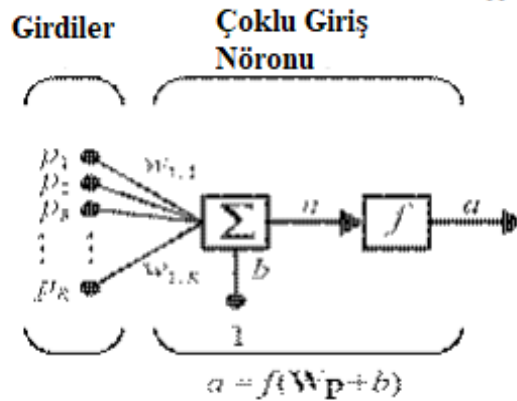 Girdiler
Çoklu Giriş
Nöronu
p1
p2
p3
pR
w1,1
w1,R
Σ
n
f
a
b
1
a = f(Wp+b)